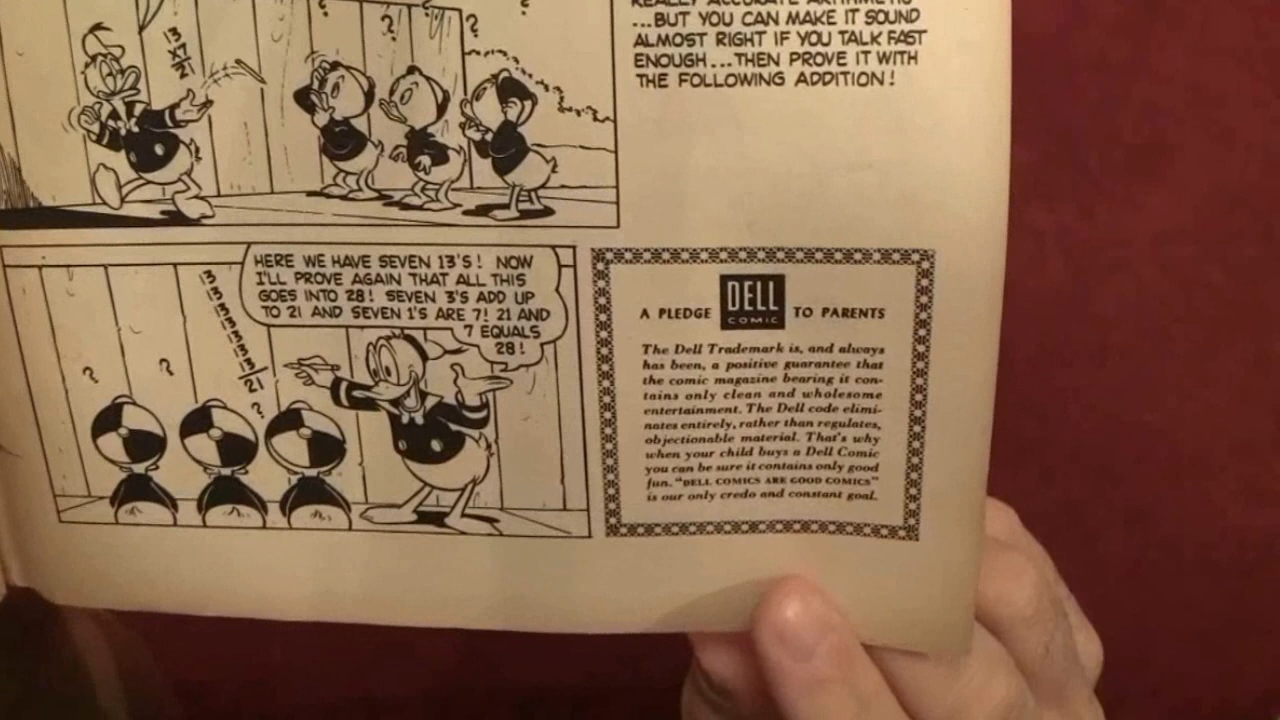 ...BUT YOU CAN MAKE IT SOUND
ALMOST RIGHT IF YOU TALK FAST
ENOUGH...THEN PROVE IT WITH
THE FOLLOWING ADDITION!
?
?
?
?
13
X7
21
HERE WE HAVE SEVEN 13'S! NOW
I'LL PROVE AGAIN THAT ALL THIS
GOES INTO 28! SEVEN 3'S ADD UP
TO 21 AND SEVEN 1'S ARE 7! 21 AND
7 EQUALS
28!
13
13
13
13
13
13
13
21
?
?
?
A PLEDGE DELL COMIC TO PARENTS
The Dell Trademark is, and always
has been, a positive guarantee that
the comic magazine bearing it con-
tains only clean and wholesome
entertainment. The Dell code elimi-
nates entirely, rather than regulates,
objectionable material. That's why
when your child buys a Dell Comic
you can be sure it contains only good
fun. "DELL COMICS ARE GOOD COMICS"
is our only credo and constant goal.